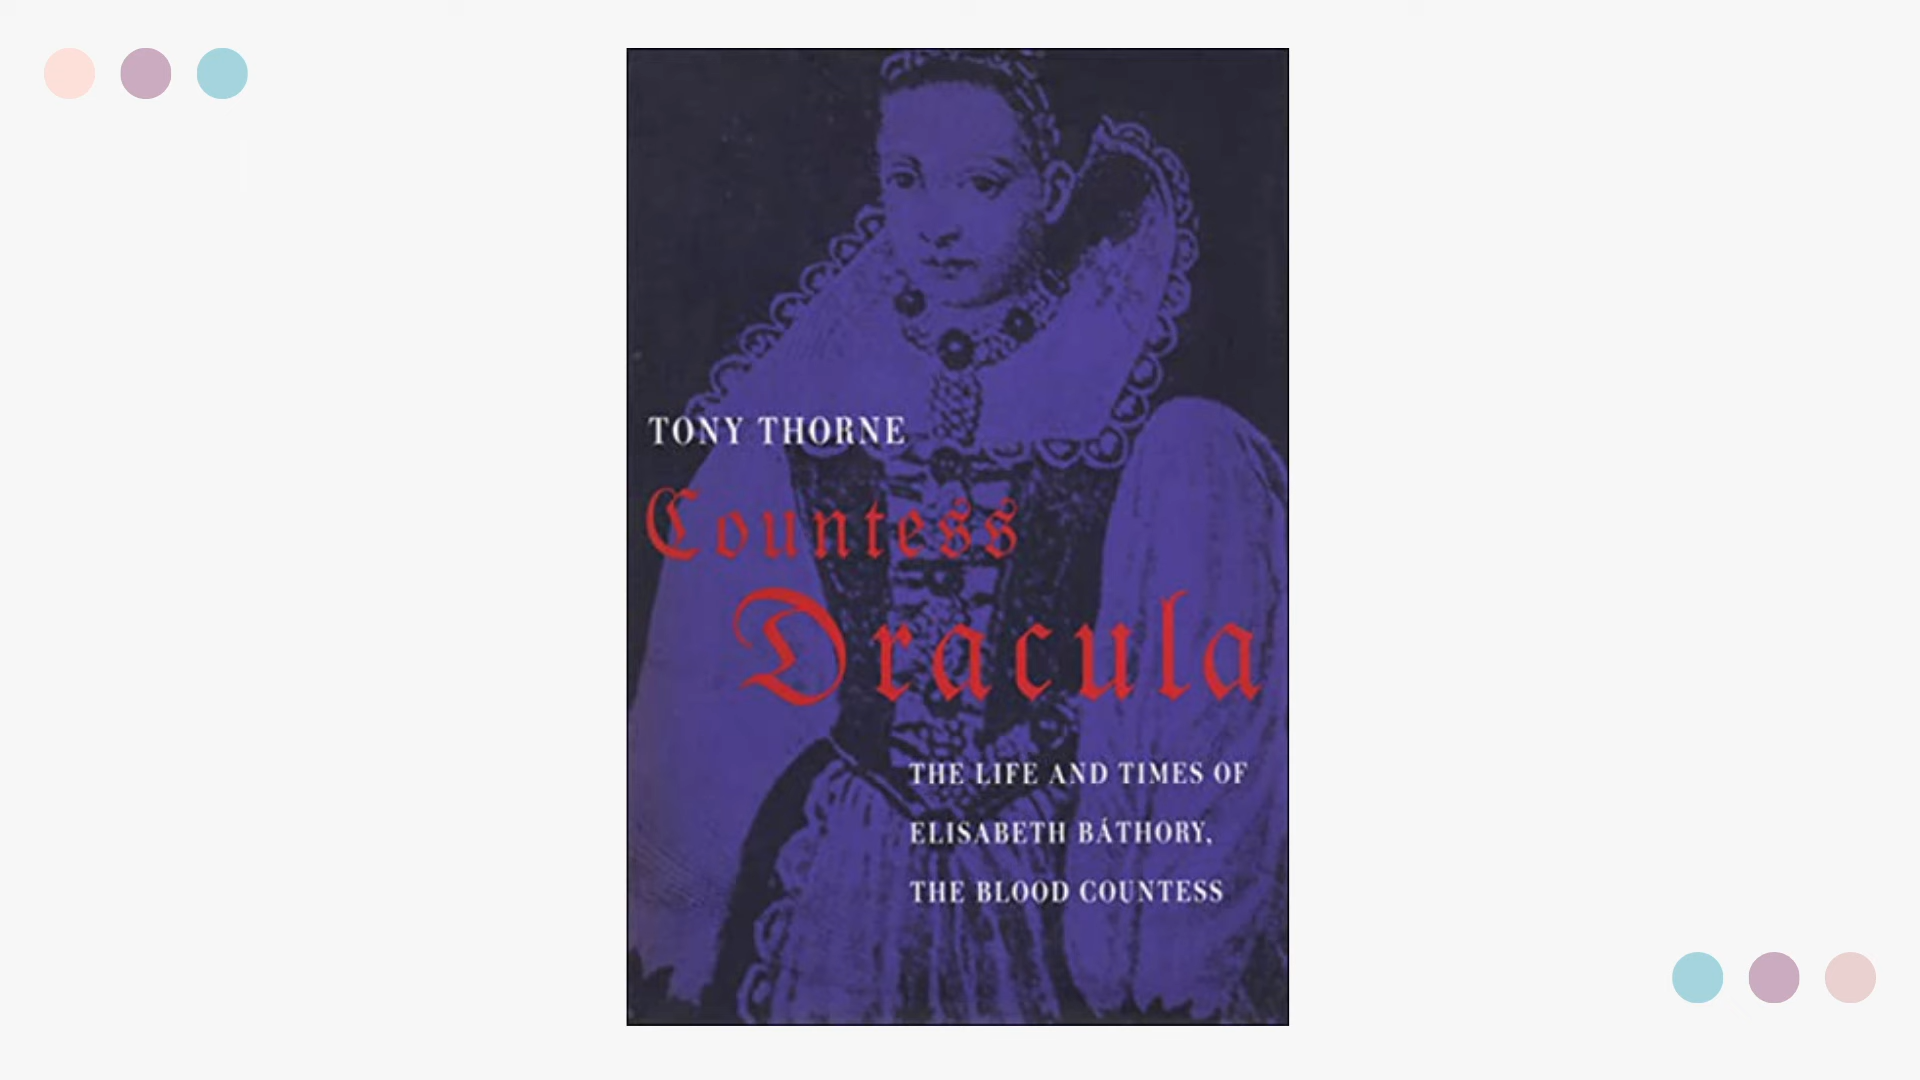 TONY THORNE
Countess
Dracula
THE LIFE AND TIMES OF
ELISABETH BÁTHORY,
THE BLOOD COUNTESS